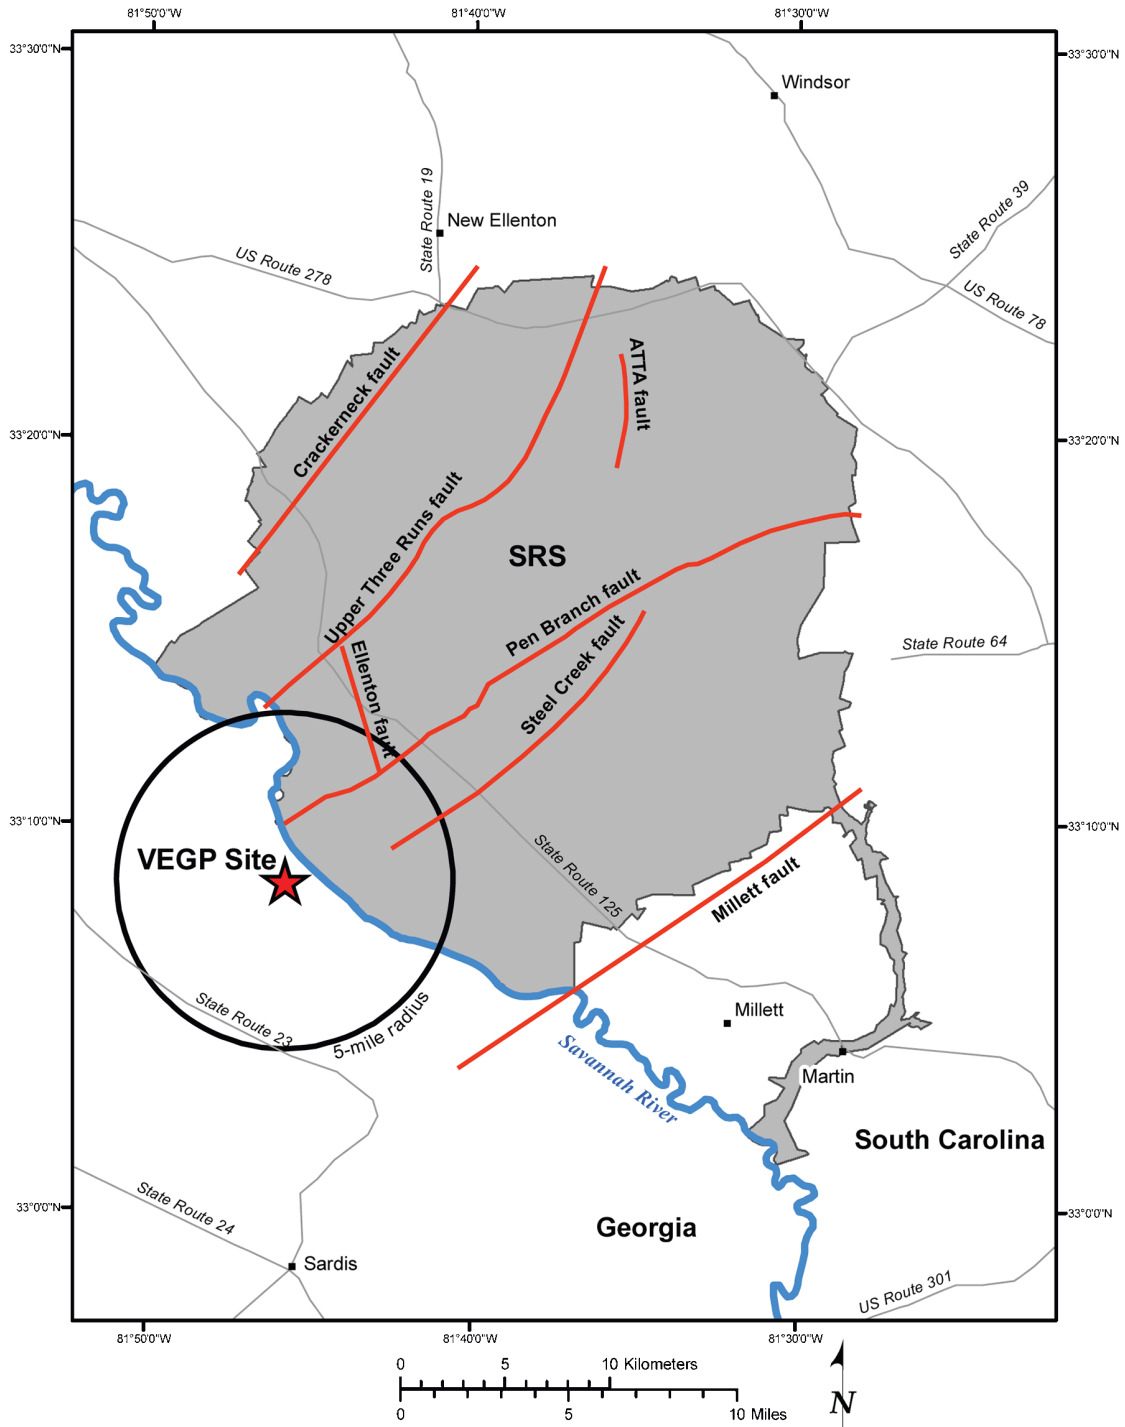 81°50'0"W
81°40'0"W
81°30'0"W
33°30'0"N
33°30'0"N
Windsor
State Route 19
New Ellenton
State Route 39
US Route 278
US Route 78
ATTA fault
Crackerneck fault
33°20'0"N
33°20'0"N
Upper Three Runs fault
SRS
Pen Branch fault
Steel Creek fault
State Route 64
Ellenton fault
33°10'0"N
33°10'0"N
VEGP Site
State Route 125
Millett fault
State Route 23
5-mile radius
Millett
Savannah River
Martin
South Carolina
State Route 24
33°0'0"N
33°0'0"N
Georgia
Sardis
US Route 301
81°50'0"W
81°40'0"W
81°30'0"W
0 5 10 Kilometers
0 5 10 Miles
N